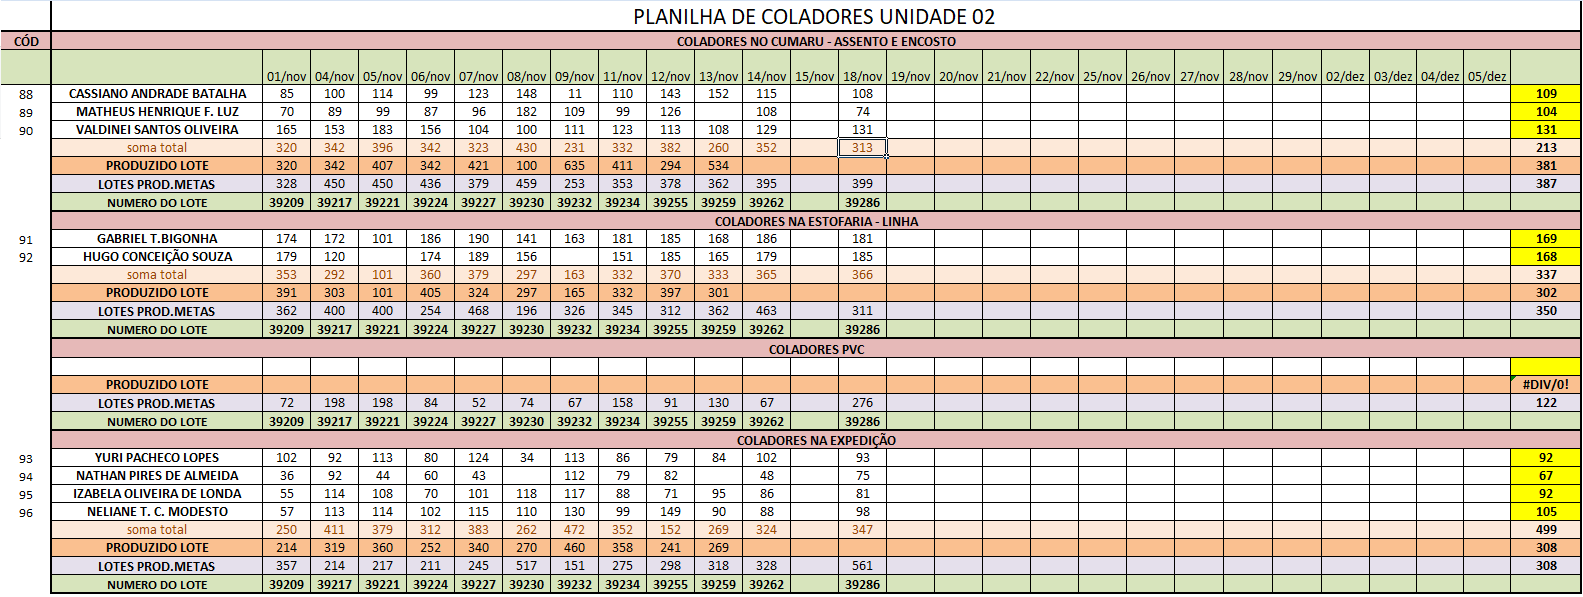 PLANILHA DE COLADORES UNIDADE 02
CÓD COLADORES NO CUMARU - ASSENTO E ENCOSTO
01/nov 04/nov 05/nov 06/nov 07/nov 08/nov 09/nov 11/nov 12/nov 13/nov 14/nov 15/nov 18/nov 19/nov 20/nov 21/nov 22/nov 25/nov 26/nov 27/nov 28/nov 29/nov 02/dez 03/dez 04/dez 05/dez
88 CASSIANO ANDRADE BATALHA 85 100 114 99 123 148 11 110 143 152 115 108 109
89 MATHEUS HENRIQUE F. LUZ 70 89 99 87 96 182 109 99 126 108 74 104
90 VALDINEI SANTOS OLIVEIRA 165 153 183 156 104 100 111 123 113 108 129 131 131
soma total 320 342 396 342 323 430 231 332 382 260 352 313 213
PRODUZIDO LOTE 320 342 407 342 421 100 635 411 294 534 381
LOTES PROD.METAS 328 450 450 436 379 459 253 353 378 362 395 399 387
NUMERO DO LOTE 39209 39217 39221 39224 39227 39230 39232 39234 39255 39259 39262 39286
COLADORES NA ESTOFARIA - LINHA
91 GABRIEL T.BIGONHA 174 172 101 186 190 141 163 181 185 168 186 181 169
92 HUGO CONCEIÇÃO SOUZA 179 120 174 189 156 151 185 165 179 185 168
soma total 353 292 101 360 379 297 163 332 370 333 365 366 337
PRODUZIDO LOTE 391 303 101 405 324 297 165 332 397 301 302
LOTES PROD.METAS 362 400 400 254 468 196 326 345 312 362 463 311 350
NUMERO DO LOTE 39209 39217 39221 39224 39227 39230 39232 39234 39255 39259 39262 39286
COLADORES PVC
PRODUZIDO LOTE #DIV/0!
LOTES PROD.METAS 72 198 198 84 52 74 67 158 91 130 67 276 122
NUMERO DO LOTE 39209 39217 39221 39224 39227 39230 39232 39234 39255 39259 39262 39286
COLADORES NA EXPEDIÇÃO
93 YURI PACHECO LOPES 102 92 113 80 124 34 113 86 79 84 102 93 92
94 NATHAN PIRES DE ALMEIDA 36 92 44 60 43 112 79 82 48 75 67
95 IZABELA OLIVEIRA DE LONDA 55 114 108 70 101 118 117 88 71 95 86 81 92
96 NELIANE T. C. MODESTO 57 113 114 102 115 110 130 99 149 90 88 98 105
soma total 250 411 379 312 383 262 472 352 152 269 324 347 499
PRODUZIDO LOTE 214 319 360 252 340 270 460 358 241 269 308
LOTES PROD.METAS 357 214 217 211 245 517 151 275 298 318 328 561 308
NUMERO DO LOTE 39209 39217 39221 39224 39227 39230 39232 39234 39255 39259 39262 39286